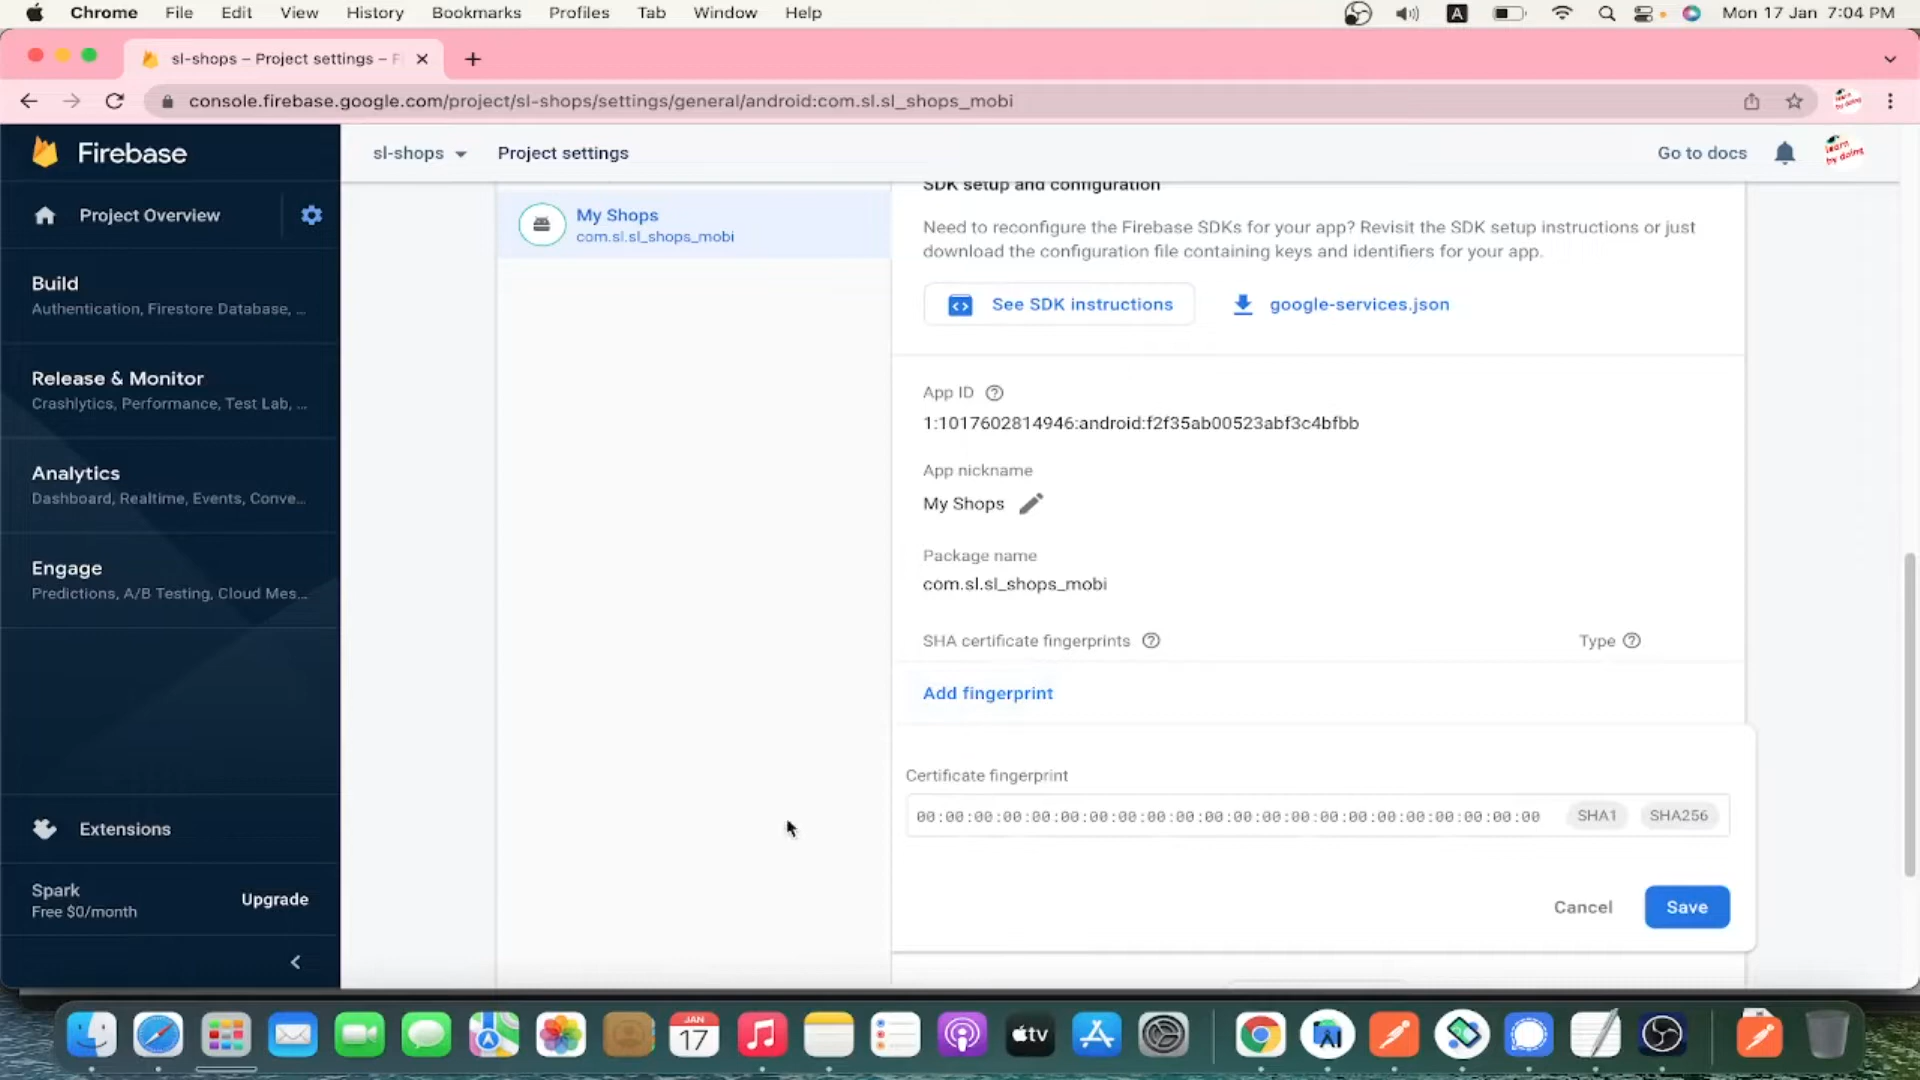 Chrome File Edit View History Bookmarks Profiles Tab Window Help A Mon 17 Jan 7:04 PM
sl-shops – Project settings – F
console.firebase.google.com/project/sl-shops/settings/general/android:com.sl.sl_shops_mobi
Firebase
sl-shops Project settings Go to docs
learn by doing
Project Overview
Build
Authentication, Firestore Database, ...
Release & Monitor
Crashlytics, Performance, Test Lab, ...
Analytics
Dashboard, Realtime, Events, Conve...
Engage
Predictions, A/B Testing, Cloud Mes...
Extensions
Spark
Free $0/month
Upgrade
My Shops
com.sl.sl_shops_mobi
SDK setup and configuration
Need to reconfigure the Firebase SDKs for your app? Revisit the SDK setup instructions or just
download the configuration file containing keys and identifiers for your app.
See SDK instructions google-services.json
App ID
1:1017602814946:android:f2f35ab00523abf3c4bfbb
App nickname
My Shops
Package name
com.sl.sl_shops_mobi
SHA certificate fingerprints Type
Add fingerprint
Certificate fingerprint
00:00:00:00:00:00:00:00:00:00:00:00:00:00:00:00:00:00:00:00:00:00 SHA1 SHA256
Cancel Save
JAN
17
tv